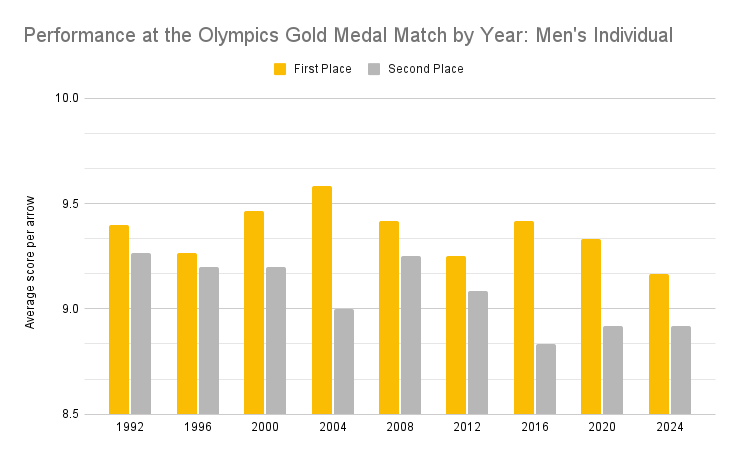 Performance at the Olympics Gold Medal Match by Year: Men's Individual
First Place Second Place
10.0
9.5
9.0
8.5
Average score per arrow
1992 1996 2000 2004 2008 2012 2016 2020 2024